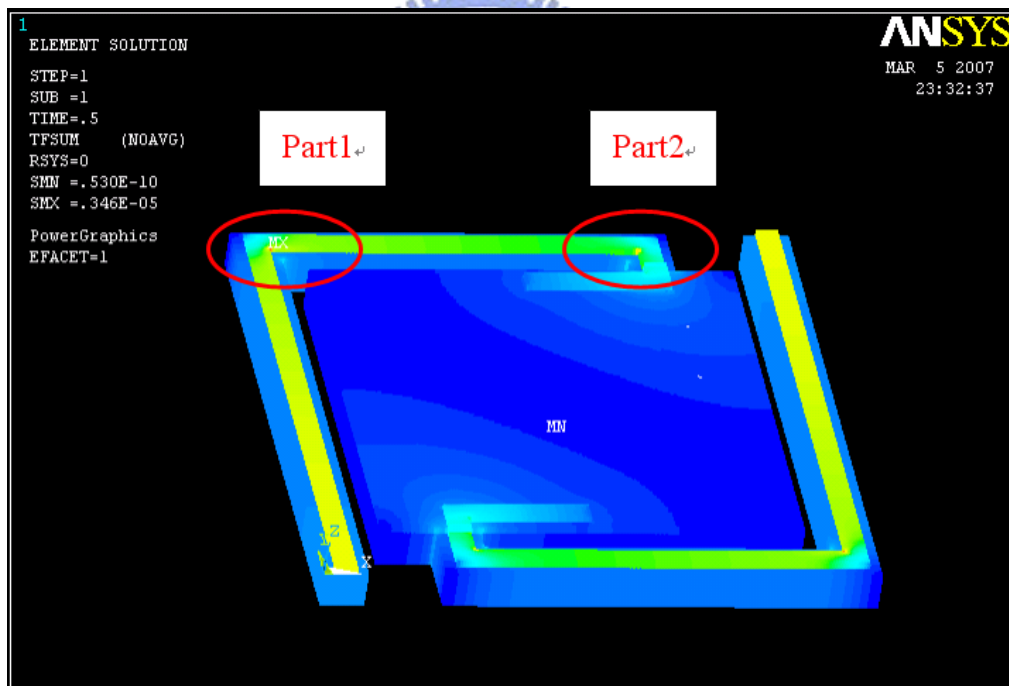 1
ELEMENT SOLUTION
STEP=1
SUB =1
TIME=.5
TFSUM (NOAVG)
RSYS=0
SMN =.530E-10
SMX =.346E-05
PowerGraphics
EFACET=1
ANSYS
MAR 5 2007
23:32:37
Part1
Part2
MX
MN
Z
X